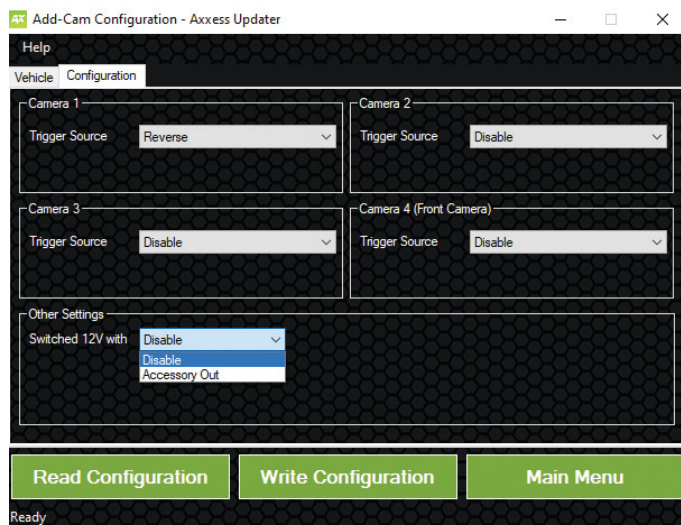 AX Add-Cam Configuration - Axxess Updater
Help
Vehicle Configuration
Camera 1
Trigger Source Reverse
Camera 2
Trigger Source Disable
Camera 3
Trigger Source Disable
Camera 4 (Front Camera)
Trigger Source Disable
Other Settings
Switched 12V with Disable
Disable
Accessory Out
Read Configuration Write Configuration Main Menu
Ready